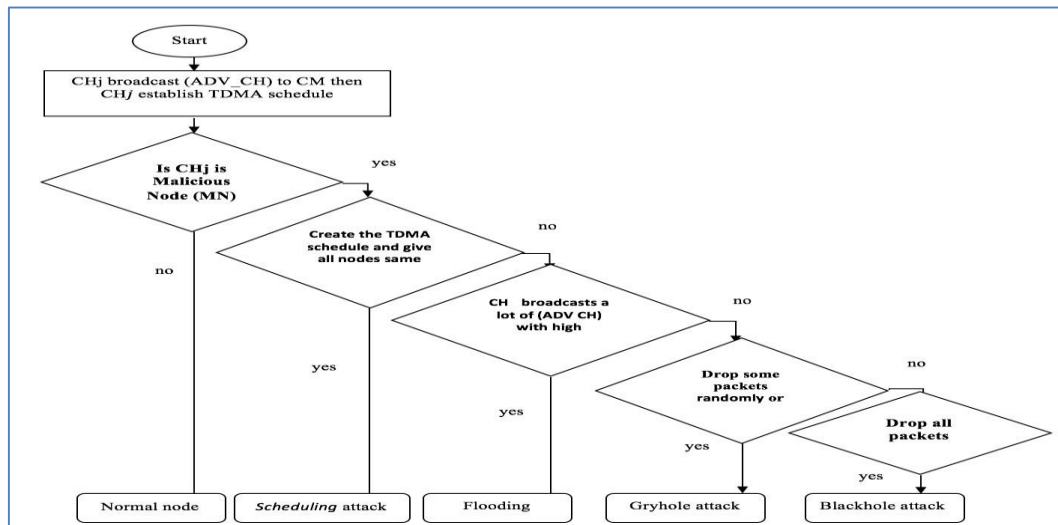 Start
CHj broadcast (ADV_CH) to CM then
CHj establish TDMA schedule
Is CHj is
Malicious
Node (MN)
yes
no
Create the TDMA
schedule and give
all nodes same
no
yes
CH broadcasts a
lot of (ADV CH)
with high
no
yes
Drop some
packets
randomly or
no
yes
Drop all
packets
yes
Normal node
Scheduling attack
Flooding
Gryhole attack
Blackhole attack